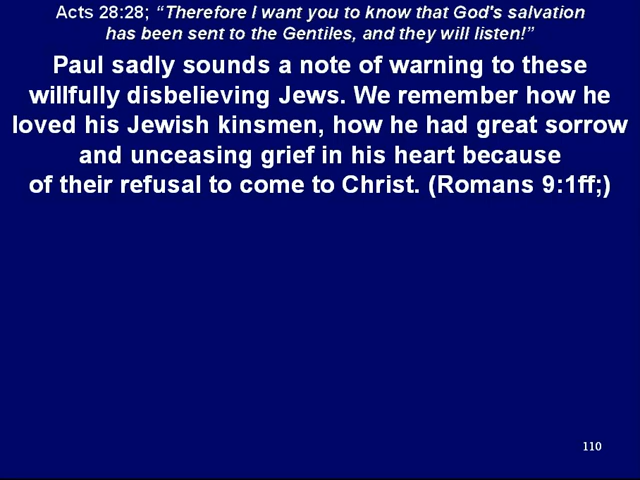 Acts 28:28; “Therefore I want you to know that God's salvation
has been sent to the Gentiles, and they will listen!”
Paul sadly sounds a note of warning to these
willfully disbelieving Jews. We remember how he
loved his Jewish kinsmen, how he had great sorrow
and unceasing grief in his heart because
of their refusal to come to Christ. (Romans 9:1ff;)
110